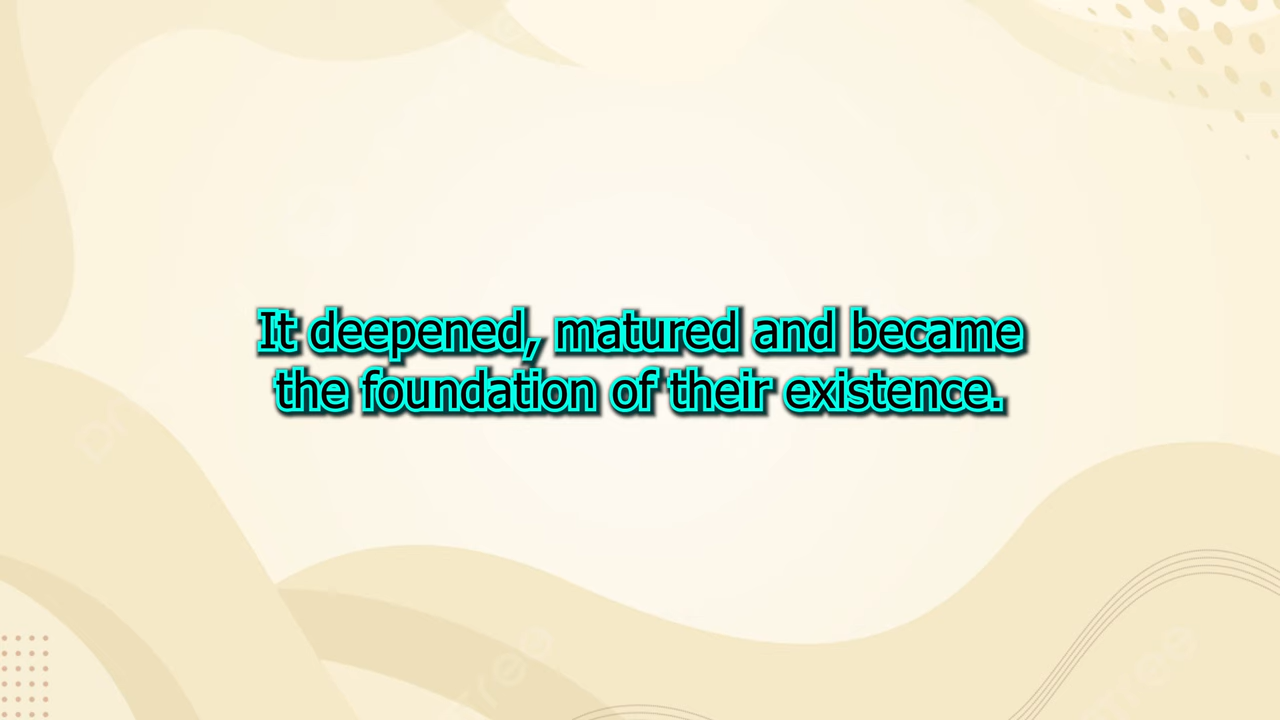 It deepened, matured and became
the foundation of their existence.